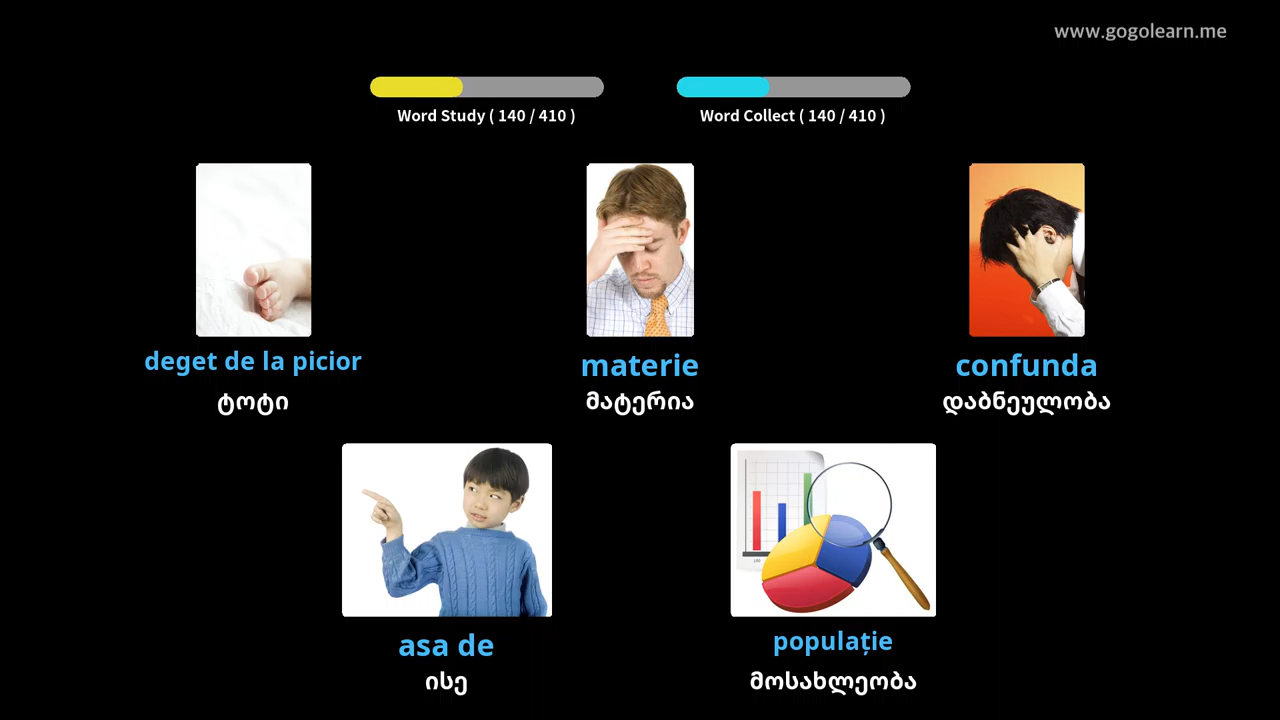 www.gogolearn.me
Word Study ( 140 / 410 )
Word Collect ( 140 / 410 )
deget de la picior
ტოტი
materie
მატერია
confunda
დაბნეულობა
asa de
ისე
populație
მოსახლეობა